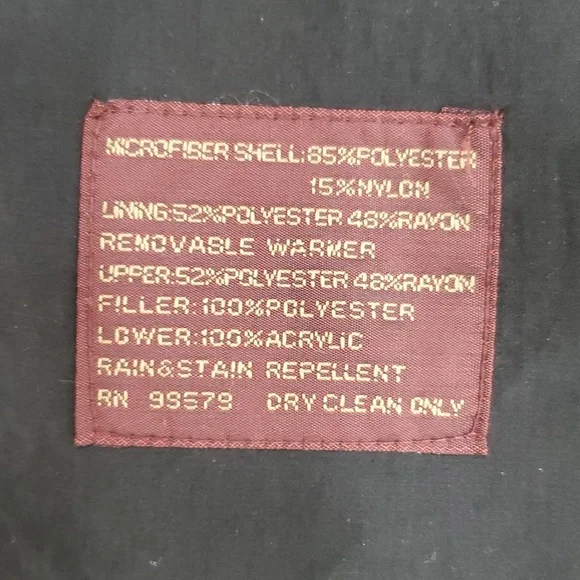 MICROFIBER SHELL:85%POLYESTER
15%NYLON
LINING:52%POLYESTER 48%RAYON
REMOVABLE WARMER
UPPER:52%POLYESTER 48%RAYON
FILLER:100%POLYESTER
LOWER:100%ACRYLIC
RAIN&STAIN REPELLENT
RN 99579 DRY CLEAN ONLY